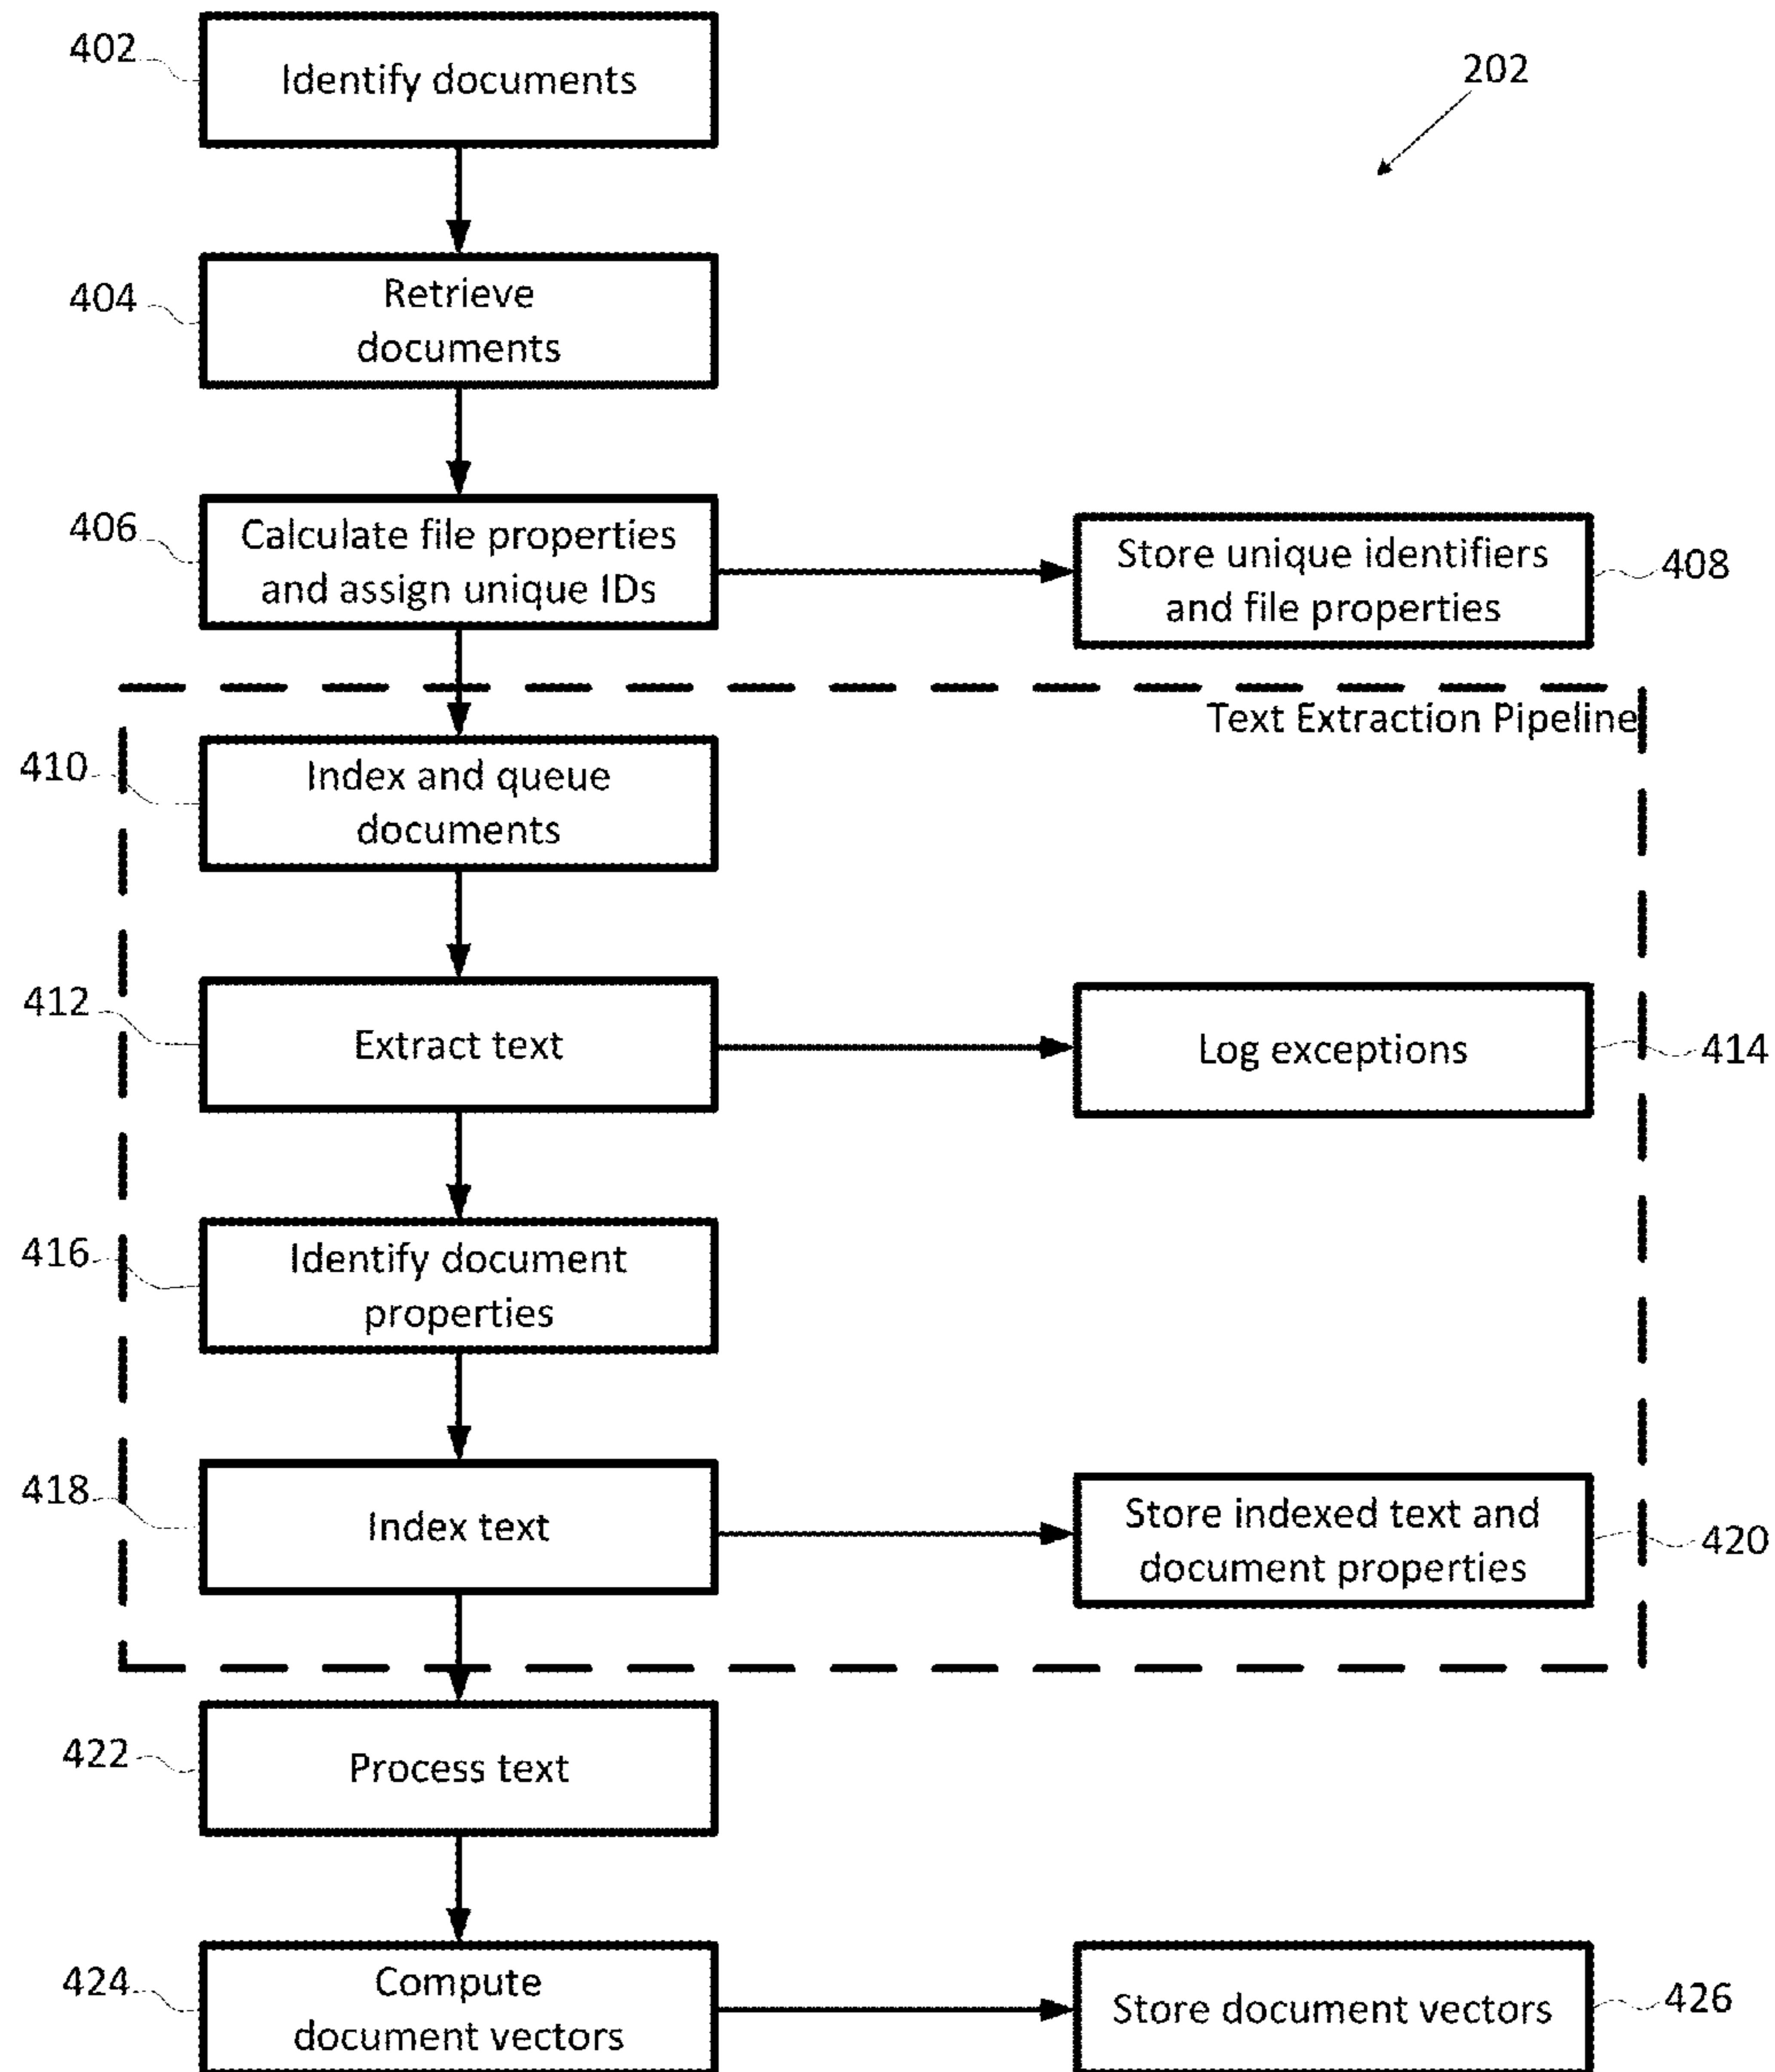 402
Identify documents
202
404
Retrieve
documents
406
Calculate file properties
and assign unique IDs
Store unique identifiers
and file properties
408
Text Extraction Pipeline
410
Index and queue
documents
412
Extract text
Log exceptions
414
416
Identify document
properties
418
Index text
Store indexed text and
document properties
420
422
Process text
424
Compute
document vectors
Store document vectors
426